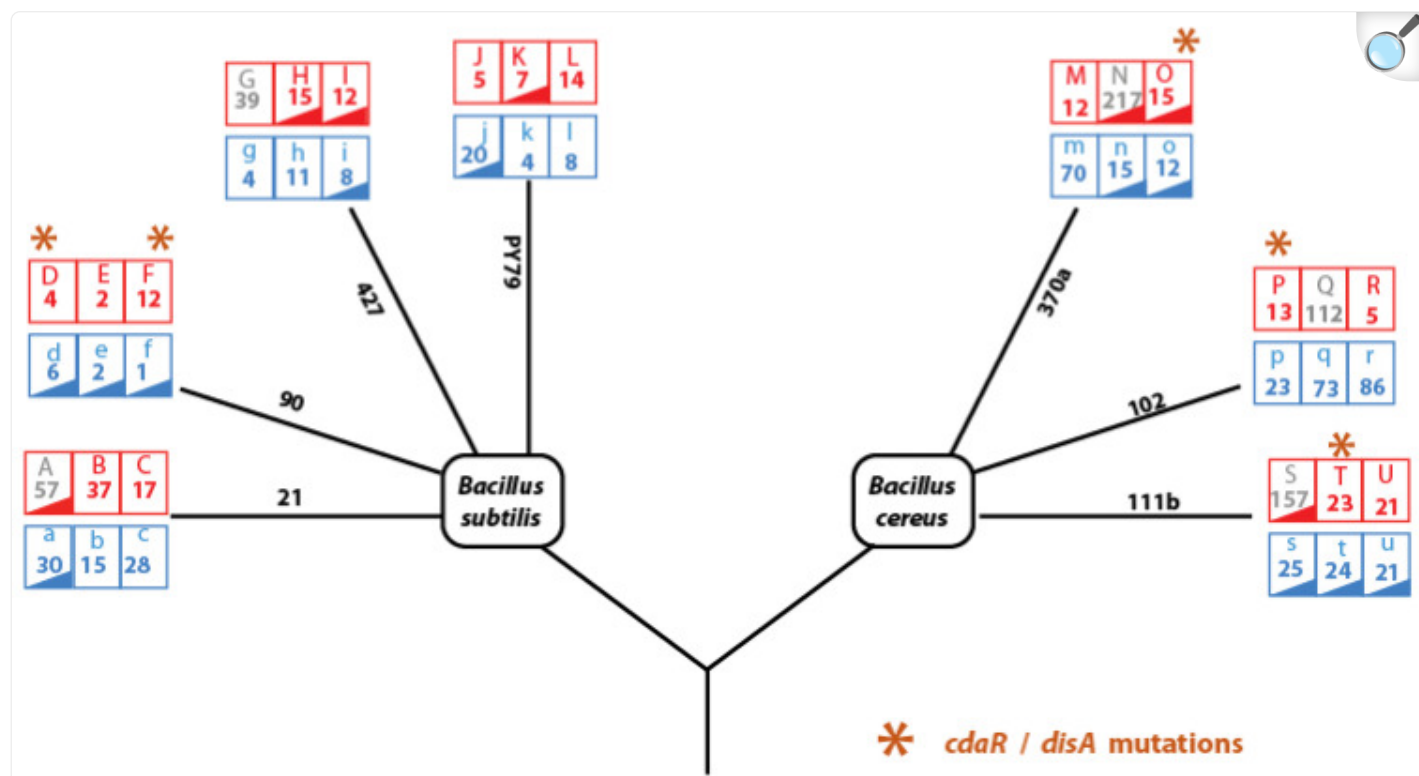 J K L
5 7 14
j k l
20 4 8
PY79
G H I
39 15 12
g h i
4 11 8
427
D E F
4 2 12
d e f
6 2 1
90
A B C
57 37 17
a b c
30 15 28
21
Bacillus
subtilis
M N O
12 217 15
m n o
70 15 12
370a
P Q R
13 112 5
p q r
23 73 86
102
S T U
157 23 21
s t u
25 24 21
111b
Bacillus
cereus
* cdaR / disA mutations